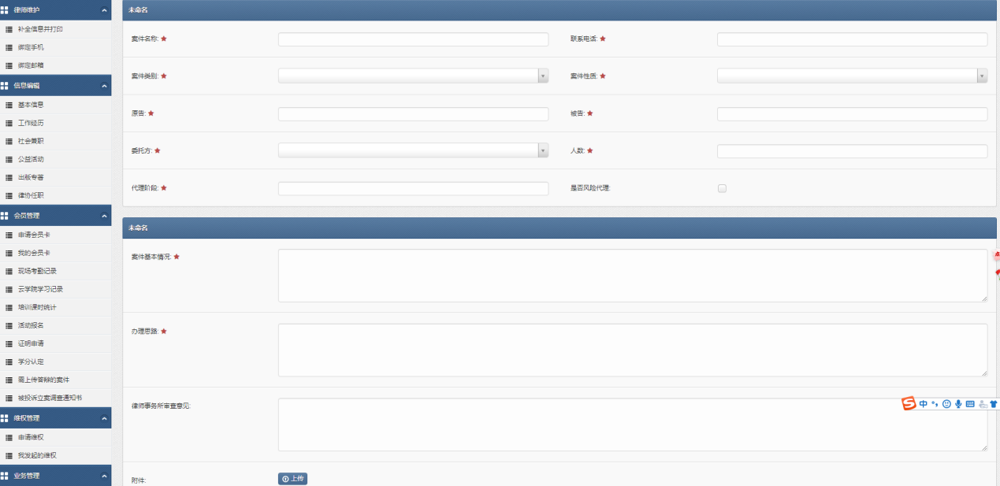 律师维护
补全信息并打印
绑定手机
绑定邮箱
信息编辑
基本信息
工作经历
社会兼职
公益活动
出版专著
律协任职
会员管理
申请会员卡
我的会员卡
现场考勤记录
云学院学习记录
培训课时统计
活动报名
证明申请
学分认定
需上传答辩的案件
被投诉立案调查通知书
维权管理
申请维权
我发起的维权
业务管理
未命名
案件名称: ★ 联系电话: ★
案件类别: ★ 案件性质: ★
原告: ★ 被告: ★
委托方: ★ 人数: ★
代理阶段: ★ 是否风险代理:
未命名
案件基本情况: ★
办理思路: ★
律师事务所审查意见:
附件: 上传
中